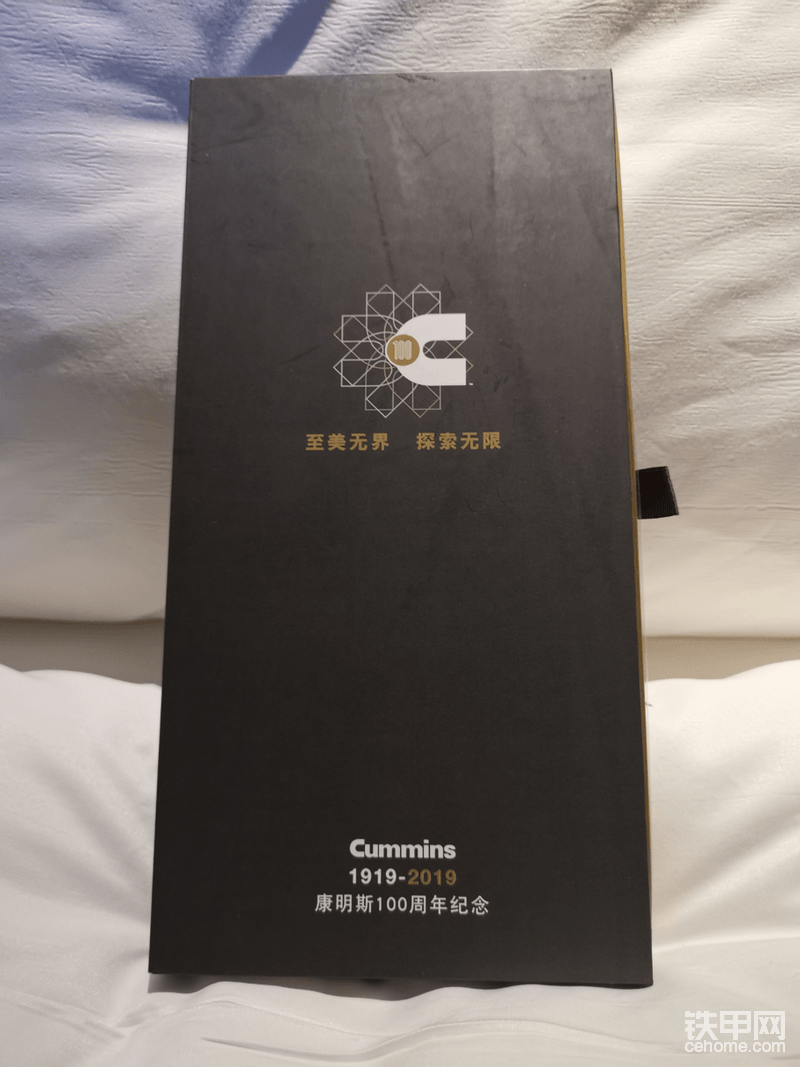 100
至美无界 探索无限
Cummins
1919-2019
康明斯100周年纪念
铁甲网
cehome.com